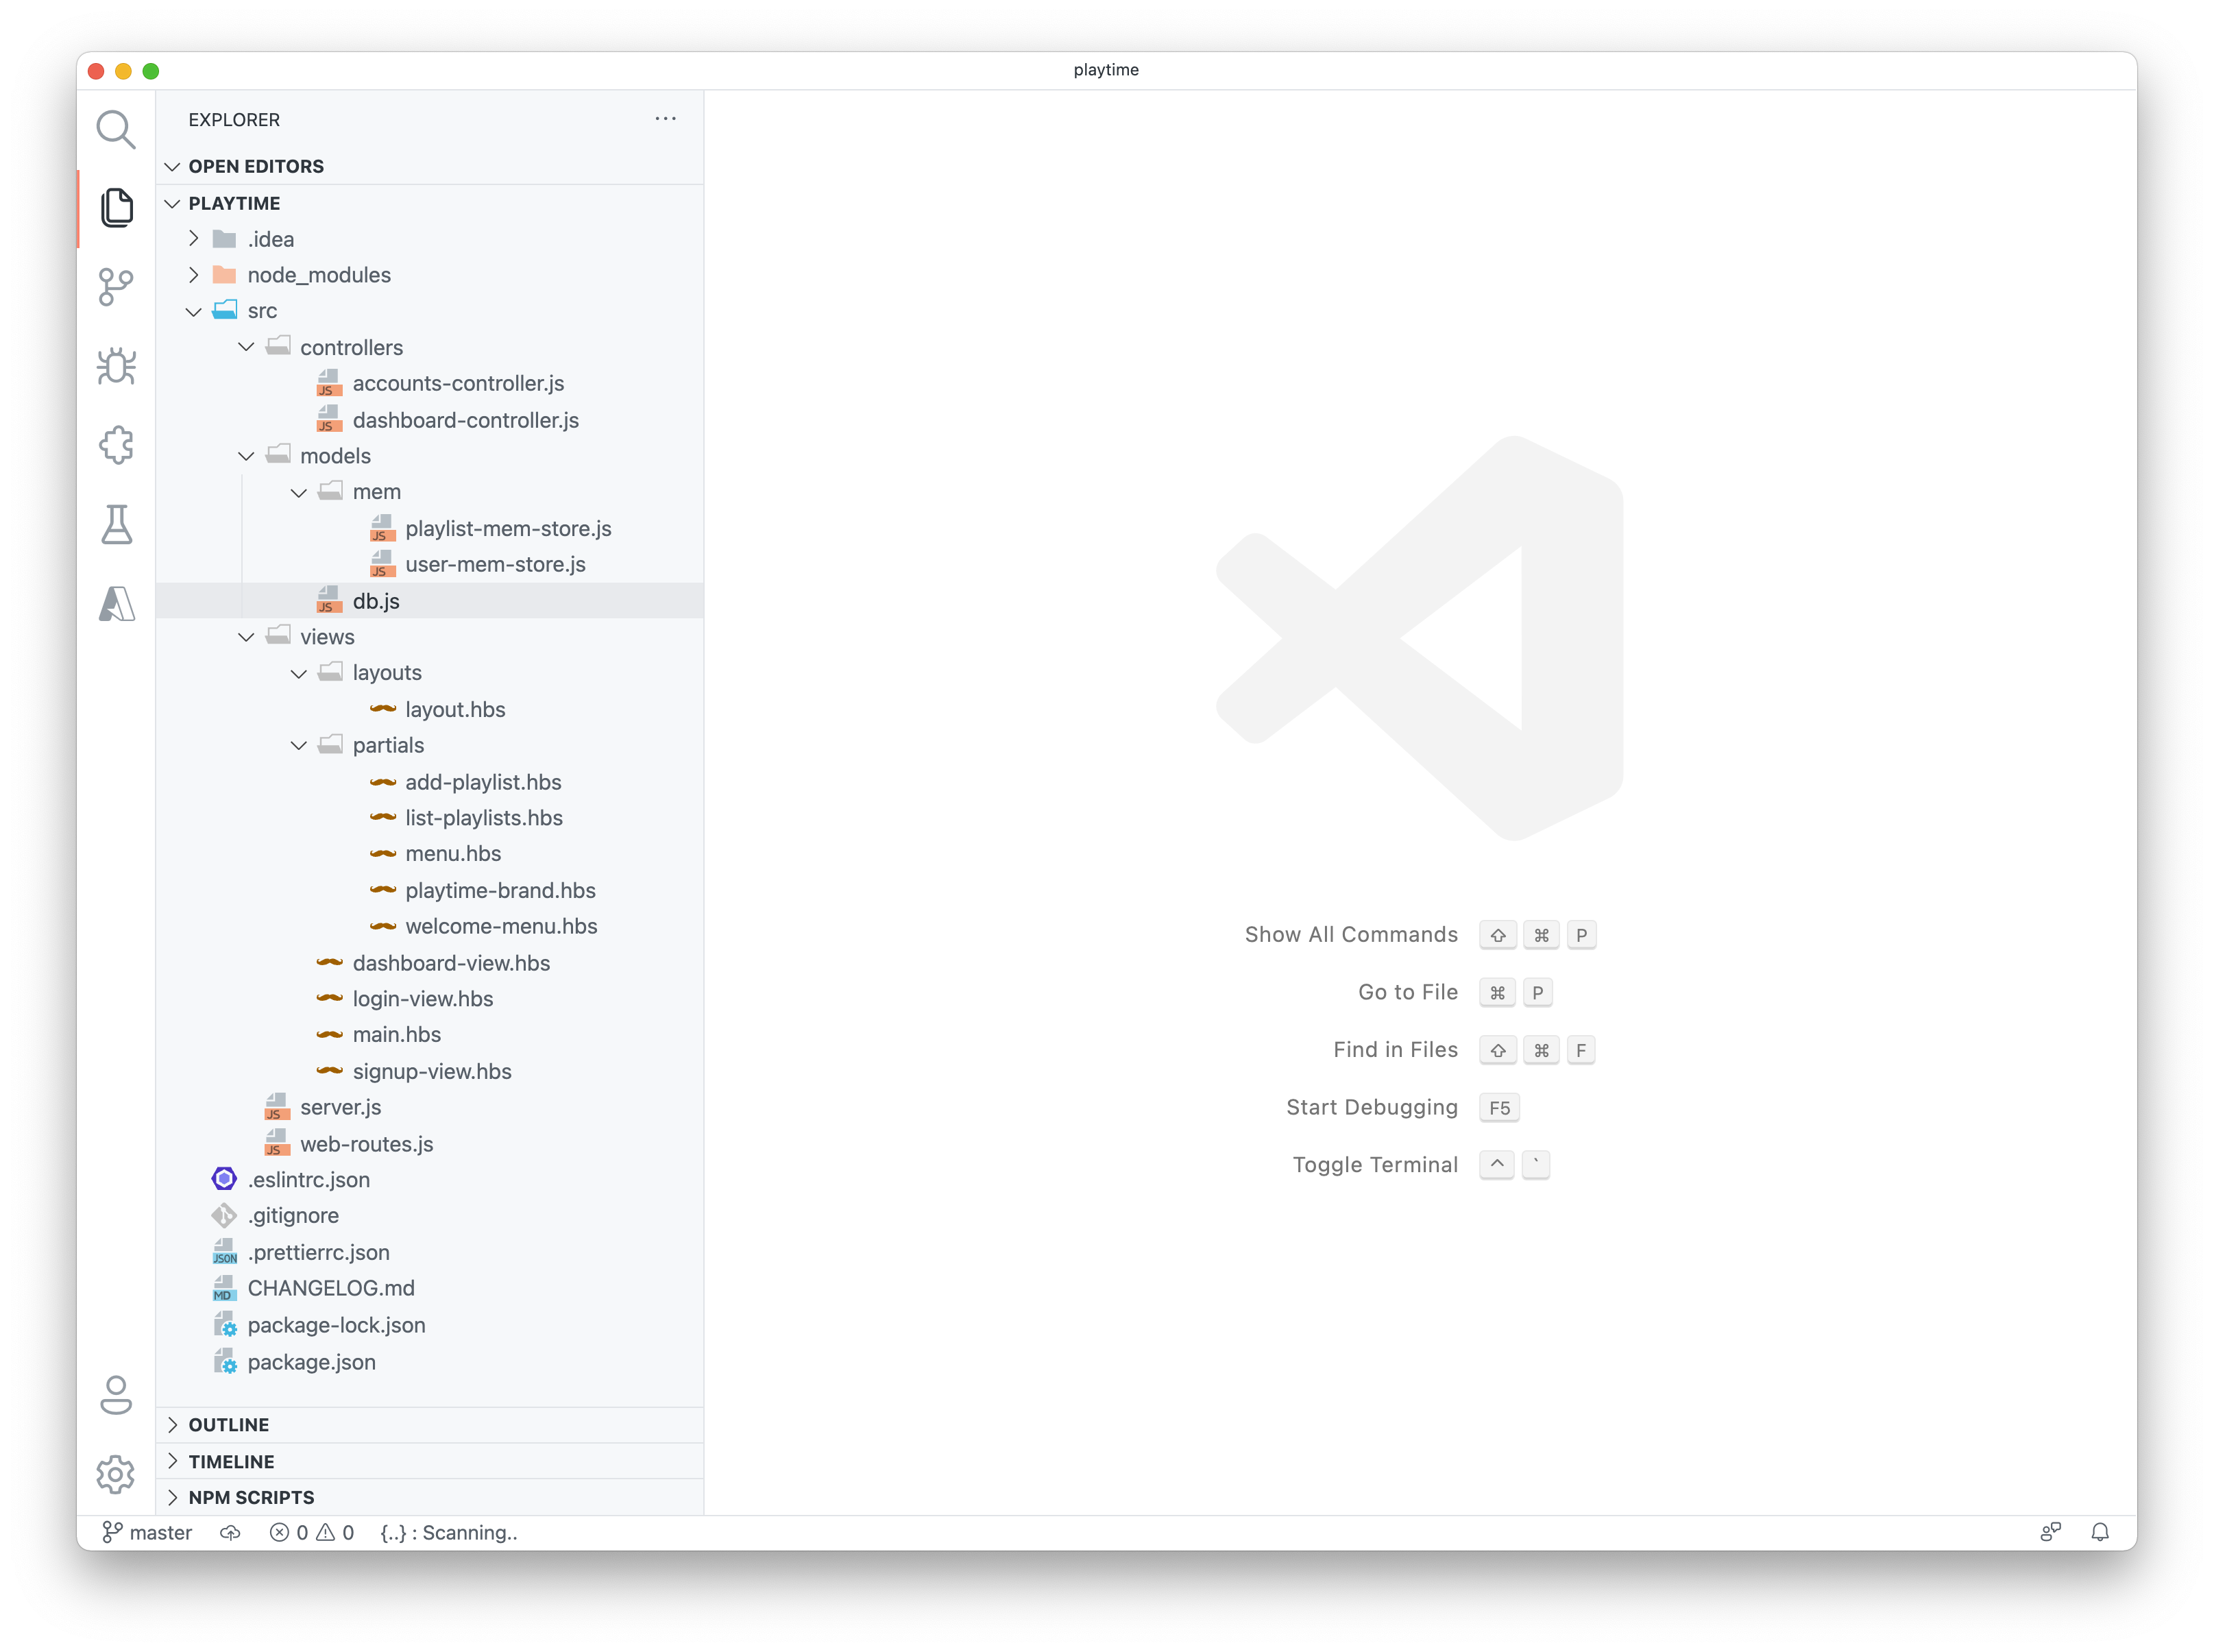 playtime
EXPLORER
OPEN EDITORS
PLAYTIME
.idea
node_modules
src
controllers
JS accounts-controller.js
JS dashboard-controller.js
models
mem
JS playlist-mem-store.js
JS user-mem-store.js
JS db.js
views
layouts
layout.hbs
partials
add-playlist.hbs
list-playlists.hbs
menu.hbs
playtime-brand.hbs
welcome-menu.hbs
dashboard-view.hbs
login-view.hbs
main.hbs
signup-view.hbs
JS server.js
JS web-routes.js
.eslintrc.json
.gitignore
JSON .prettierrc.json
MD CHANGELOG.md
package-lock.json
package.json
OUTLINE
TIMELINE
NPM SCRIPTS
Show All Commands ⇧ ⌘ P
Go to File ⌘ P
Find in Files ⇧ ⌘ F
Start Debugging F5
Toggle Terminal ^ `
master 0 0 {..} : Scanning..